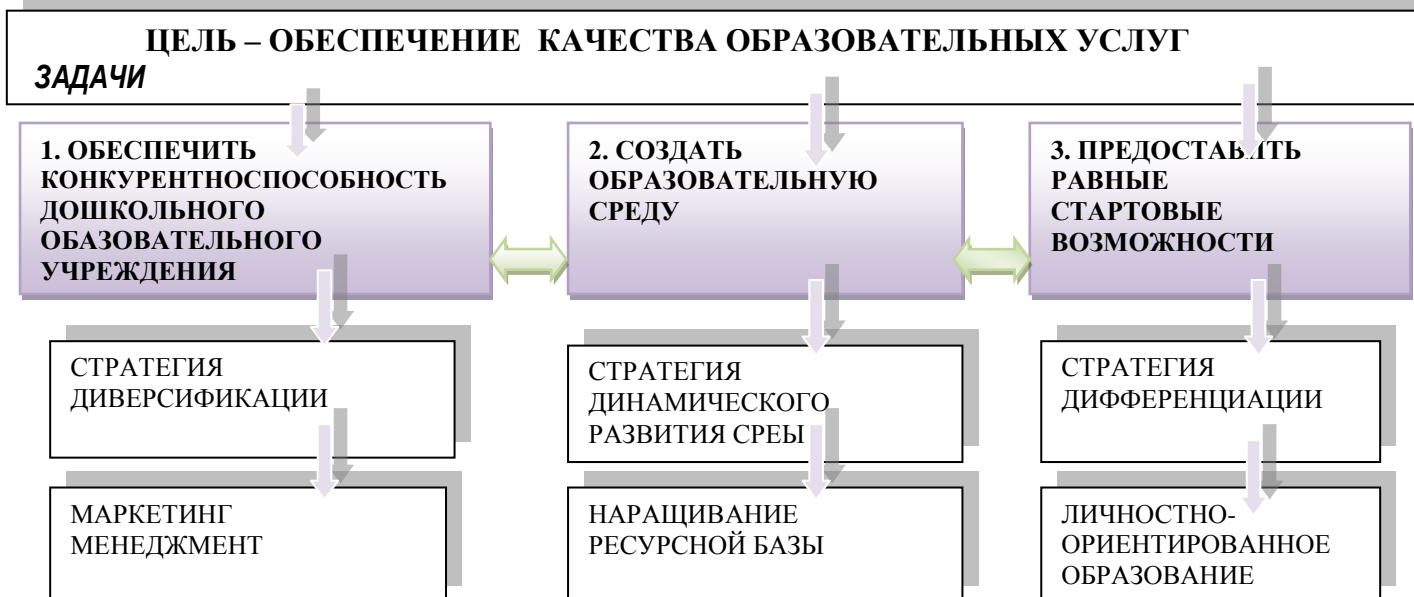 ЦЕЛЬ – ОБЕСПЕЧЕНИЕ КАЧЕСТВА ОБРАЗОВАТЕЛЬНЫХ УСЛУГ
ЗАДАЧИ
1. ОБЕСПЕЧИТЬ
КОНКУРЕНТНОСПОСОБНОСТЬ
ДОШКОЛЬНОГО
ОБАЗОВАТЕЛЬНОГО
УЧРЕЖДЕНИЯ
2. СОЗДАТЬ
ОБРАЗОВАТЕЛЬНУЮ
СРЕДУ
3. ПРЕДОСТАВИТЬ
РАВНЫЕ
СТАРТОВЫЕ
ВОЗМОЖНОСТИ
СТРАТЕГИЯ
ДИВЕРСИФИКАЦИИ
СТРАТЕГИЯ
ДИНАМИЧЕСКОГО
РАЗВИТИЯ СРЕЫ
СТРАТЕГИЯ
ДИФФЕРЕНЦИАЦИИ
МАРКЕТИНГ
МЕНЕДЖМЕНТ
НАРАЩИВАНИЕ
РЕСУРСНОЙ БАЗЫ
ЛИЧНОСТНО-
ОРИЕНТИРОВАННОЕ
ОБРАЗОВАНИЕ